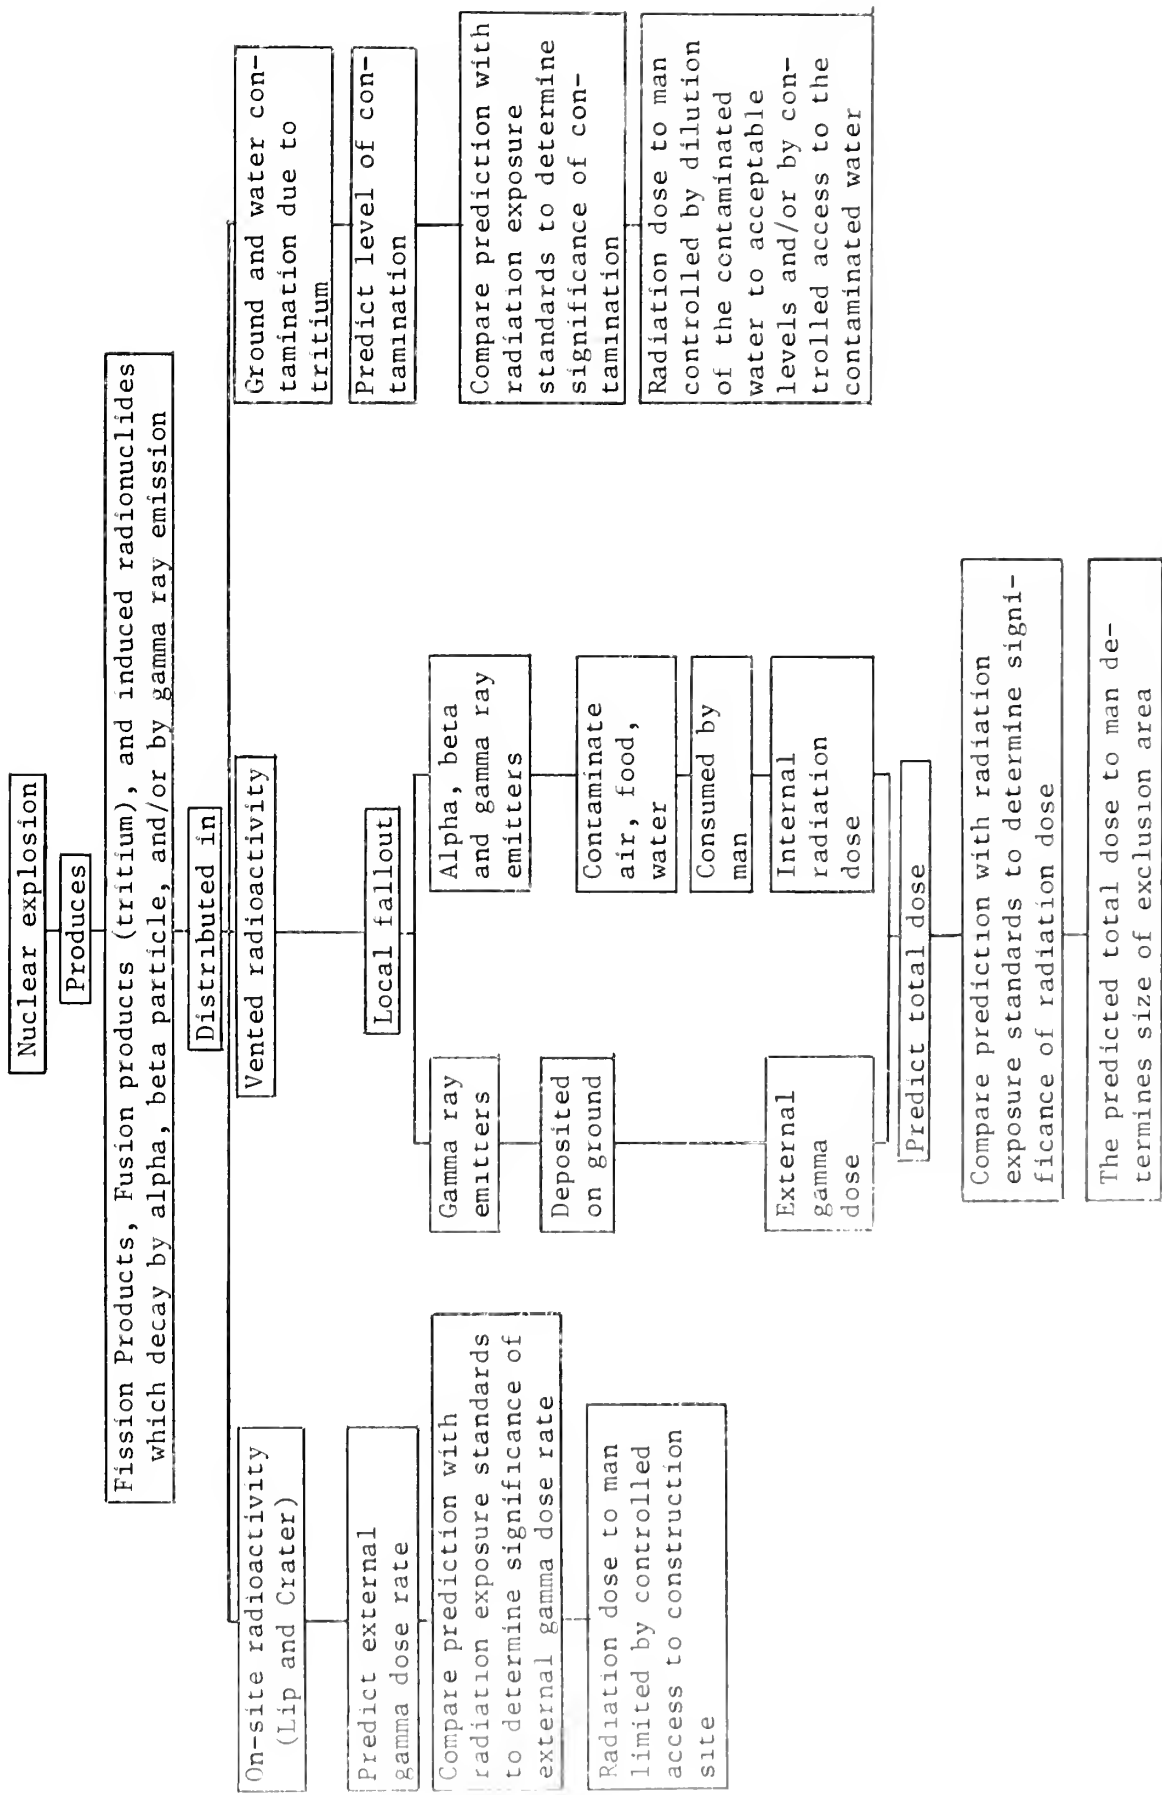 Nuclear explosion
Produces
Fission Products, Fusion products (tritium), and induced radionuclides
which decay by alpha, beta particle, and/or by gamma ray emission
Distributed in
On-site radioactivity
(Lip and Crater)
Predict external
gamma dose rate
Compare prediction with
radiation exposure standards
to determine significance of
external gamma dose rate
Radiation dose to man
limited by controlled
access to construction
site
Vented radioactivity
Local fallout
Gamma ray
emitters
Deposited
on ground
External
gamma
dose
Alpha, beta
and gamma ray
emitters
Contaminate
air, food,
water
Consumed by
man
Internal
radiation
dose
Predict total dose
Compare prediction with radiation
exposure standards to determine signi-
ficance of radiation dose
The predicted total dose to man de-
termines size of exclusion area
Ground and water con-
tamination due to
tritium
Predict level of con-
tamination
Compare prediction with
radiation exposure
standards to determine
significance of con-
tamination
Radiation dose to man
controlled by dilution
of the contaminated
water to acceptable
levels and/or by con-
trolled access to the
contaminated water